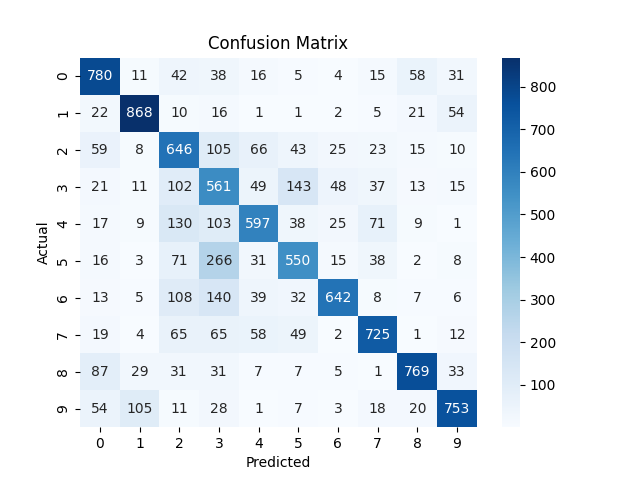 Confusion Matrix
0 780 11 42 38 16 5 4 15 58 31
1 22 868 10 16 1 1 2 5 21 54
2 59 8 646 105 66 43 25 23 15 10
3 21 11 102 561 49 143 48 37 13 15
4 17 9 130 103 597 38 25 71 9 1
5 16 3 71 266 31 550 15 38 2 8
6 13 5 108 140 39 32 642 8 7 6
7 19 4 65 65 58 49 2 725 1 12
8 87 29 31 31 7 7 5 1 769 33
9 54 105 11 28 1 7 3 18 20 753
0 1 2 3 4 5 6 7 8 9
Predicted
Actual
800
700
600
500
400
300
200
100